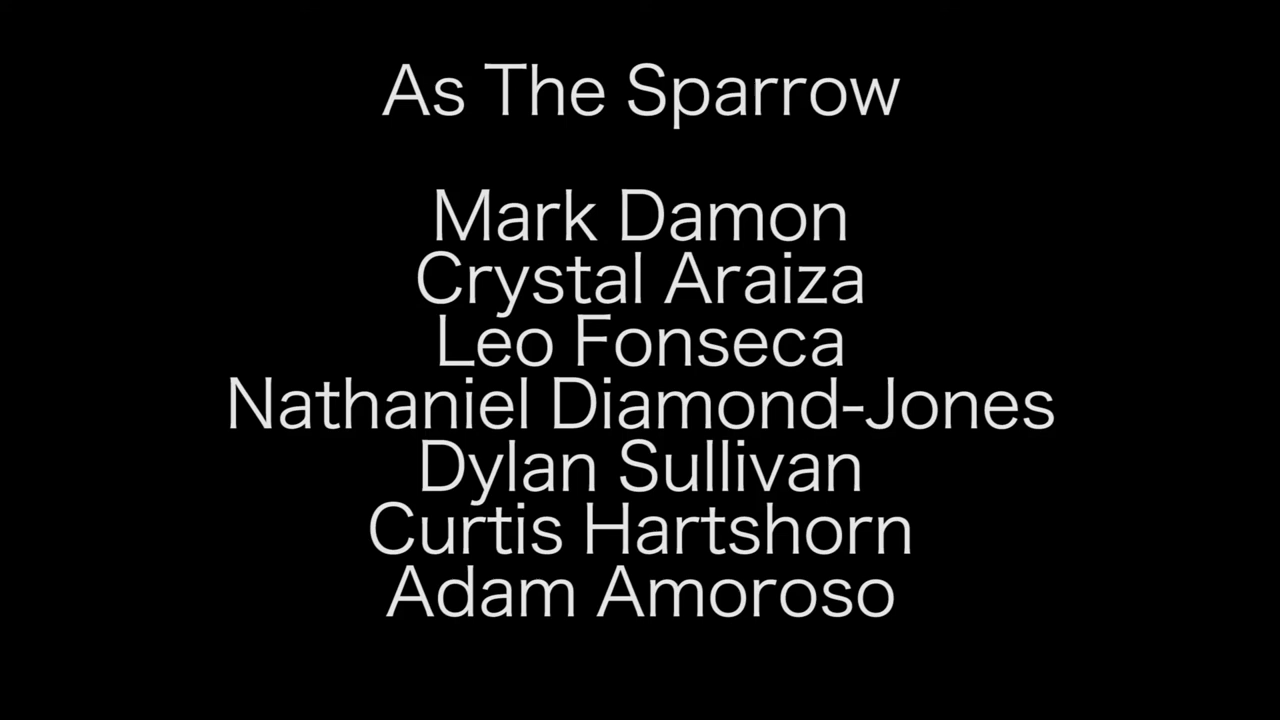 As The Sparrow
Mark Damon
Crystal Araiza
Leo Fonseca
Nathaniel Diamond-Jones
Dylan Sullivan
Curtis Hartshorn
Adam Amoroso